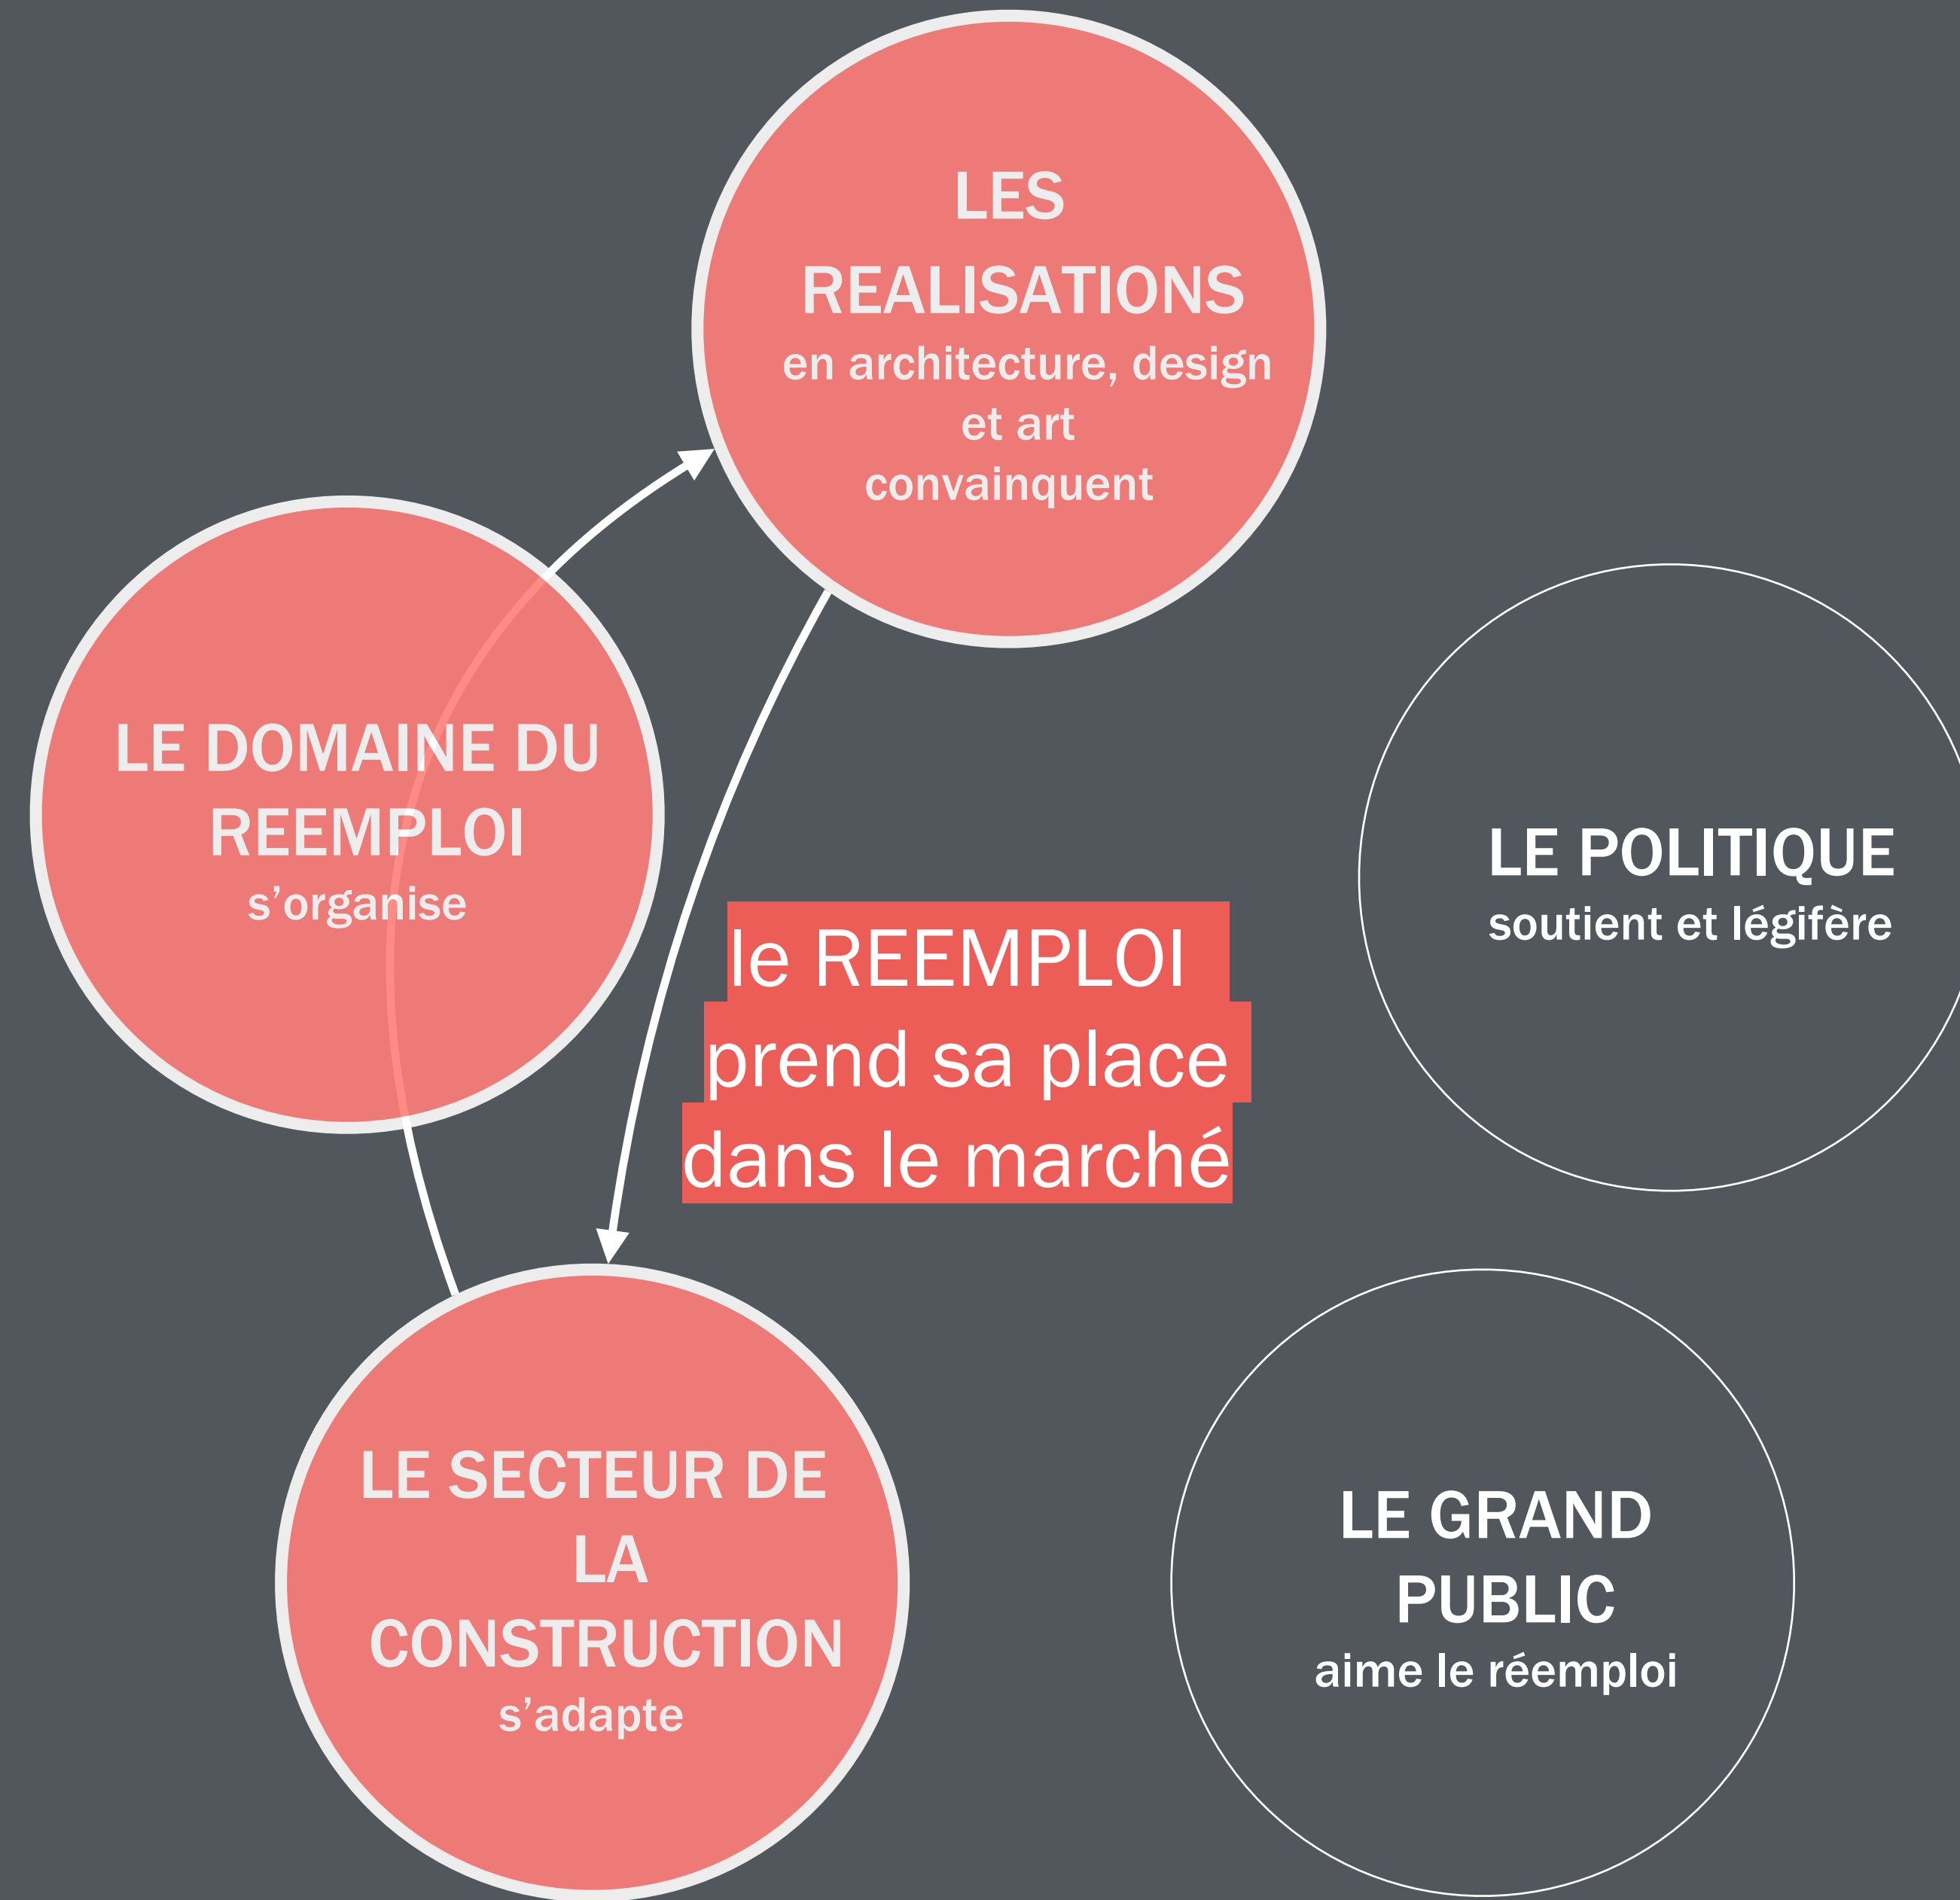 LES
REALISATIONS
en architecture, design
et art
convainquent
LE DOMAINE DU
REEMPLOI
s’organise
LE POLITIQUE
soutient et légifére
le REEMPLOI
prend sa place
dans le marché
LE SECTEUR DE
LA
CONSTRUCTION
s’adapte
LE GRAND
PUBLIC
aime le réemploi